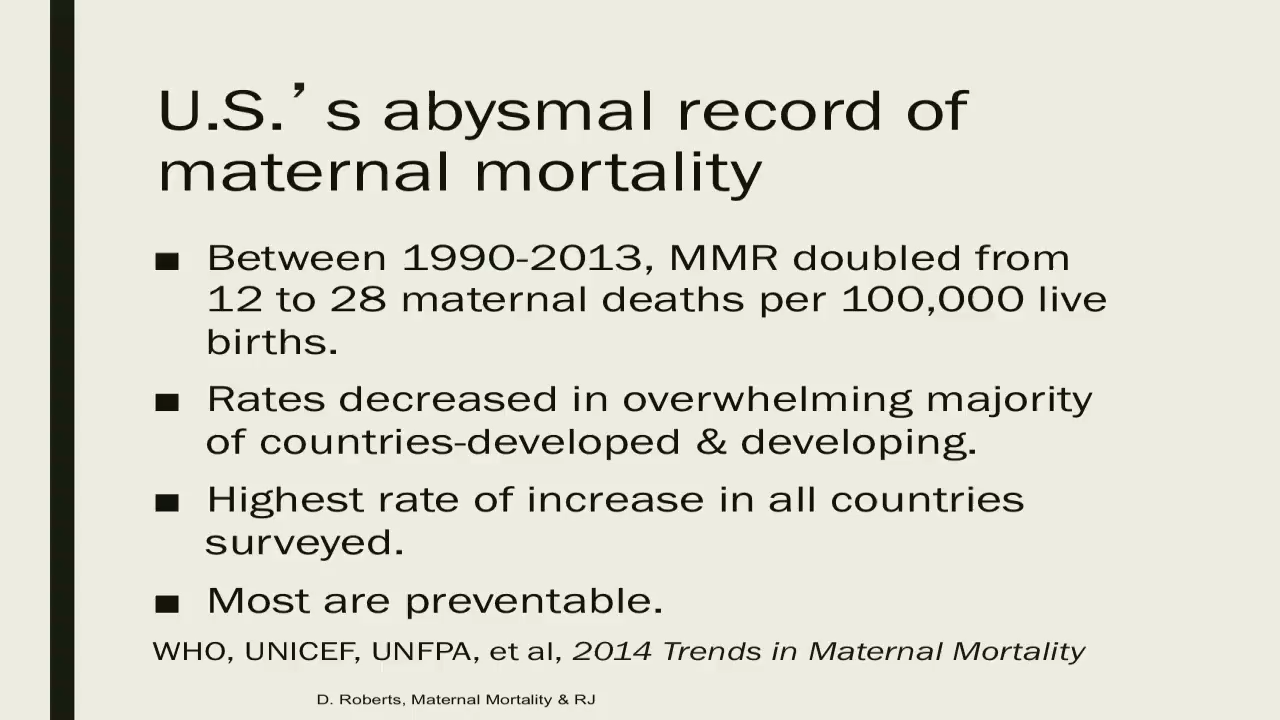 U.S.’s abysmal record of
maternal mortality
■ Between 1990-2013, MMR doubled from
12 to 28 maternal deaths per 100,000 live
births.
■ Rates decreased in overwhelming majority
of countries-developed & developing.
■ Highest rate of increase in all countries
surveyed.
■ Most are preventable.
WHO, UNICEF, UNFPA, et al, 2014 Trends in Maternal Mortality
D. Roberts, Maternal Mortality & RJ